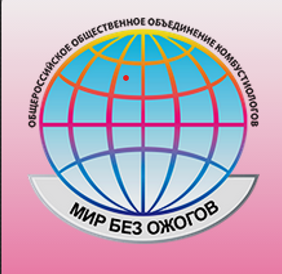 ОБЩЕРОССИЙСКОЕ ОБЩЕСТВЕННОЕ ОБЪЕДИНЕНИЕ КОМБУСТИОЛОГОВ
МИР БЕЗ ОЖОГОВ